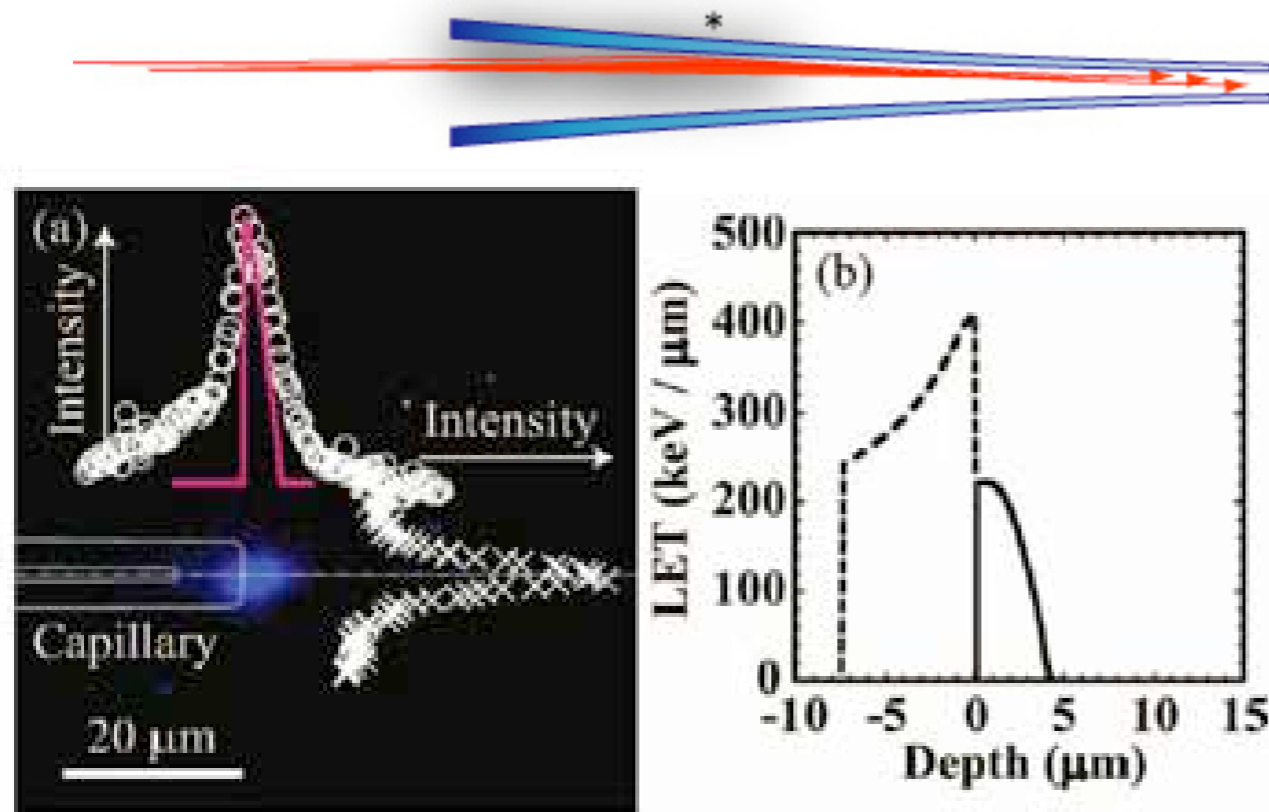 *
(a)
Intensity
Intensity
Capillary
20 μm
(b)
LET (keV / μm)
500
400
300
200
100
0
-10 -5 0 5 10 15
Depth (μm)